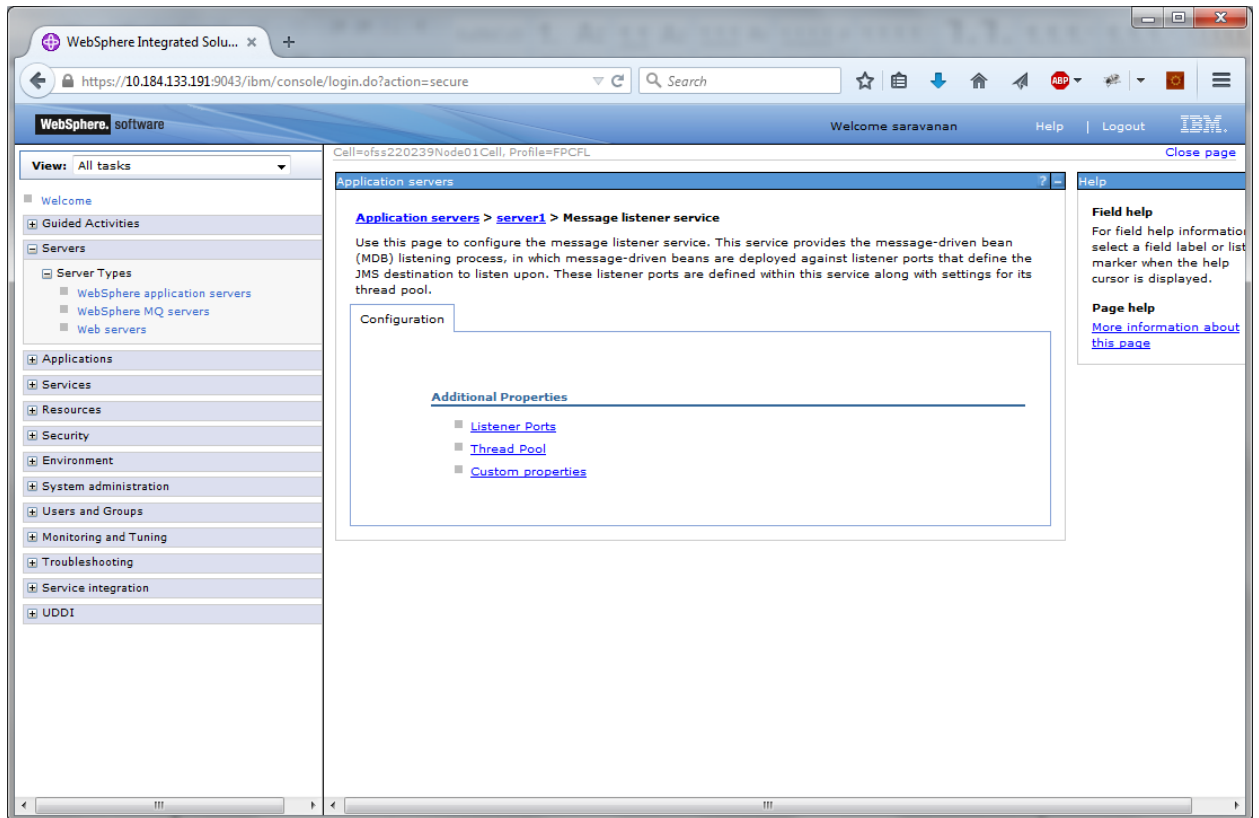 WebSphere Integrated Solu... × +
https://10.184.133.191:9043/ibm/console/login.do?action=secure Search ABP
WebSphere. software Welcome saravanan Help | Logout IBM.
View: All tasks
Welcome
Guided Activities
Servers
Server Types
WebSphere application servers
WebSphere MQ servers
Web servers
Applications
Services
Resources
Security
Environment
System administration
Users and Groups
Monitoring and Tuning
Troubleshooting
Service integration
UDDI
Cell=ofss220239Node01Cell, Profile=FPCFL Close page
Application servers ? –
Application servers > server1 > Message listener service
Use this page to configure the message listener service. This service provides the message-driven bean
(MDB) listening process, in which message-driven beans are deployed against listener ports that define the
JMS destination to listen upon. These listener ports are defined within this service along with settings for its
thread pool.
Configuration
Additional Properties
Listener Ports
Thread Pool
Custom properties
Help
Field help
For field help information
select a field label or list
marker when the help
cursor is displayed.
Page help
More information about
this page